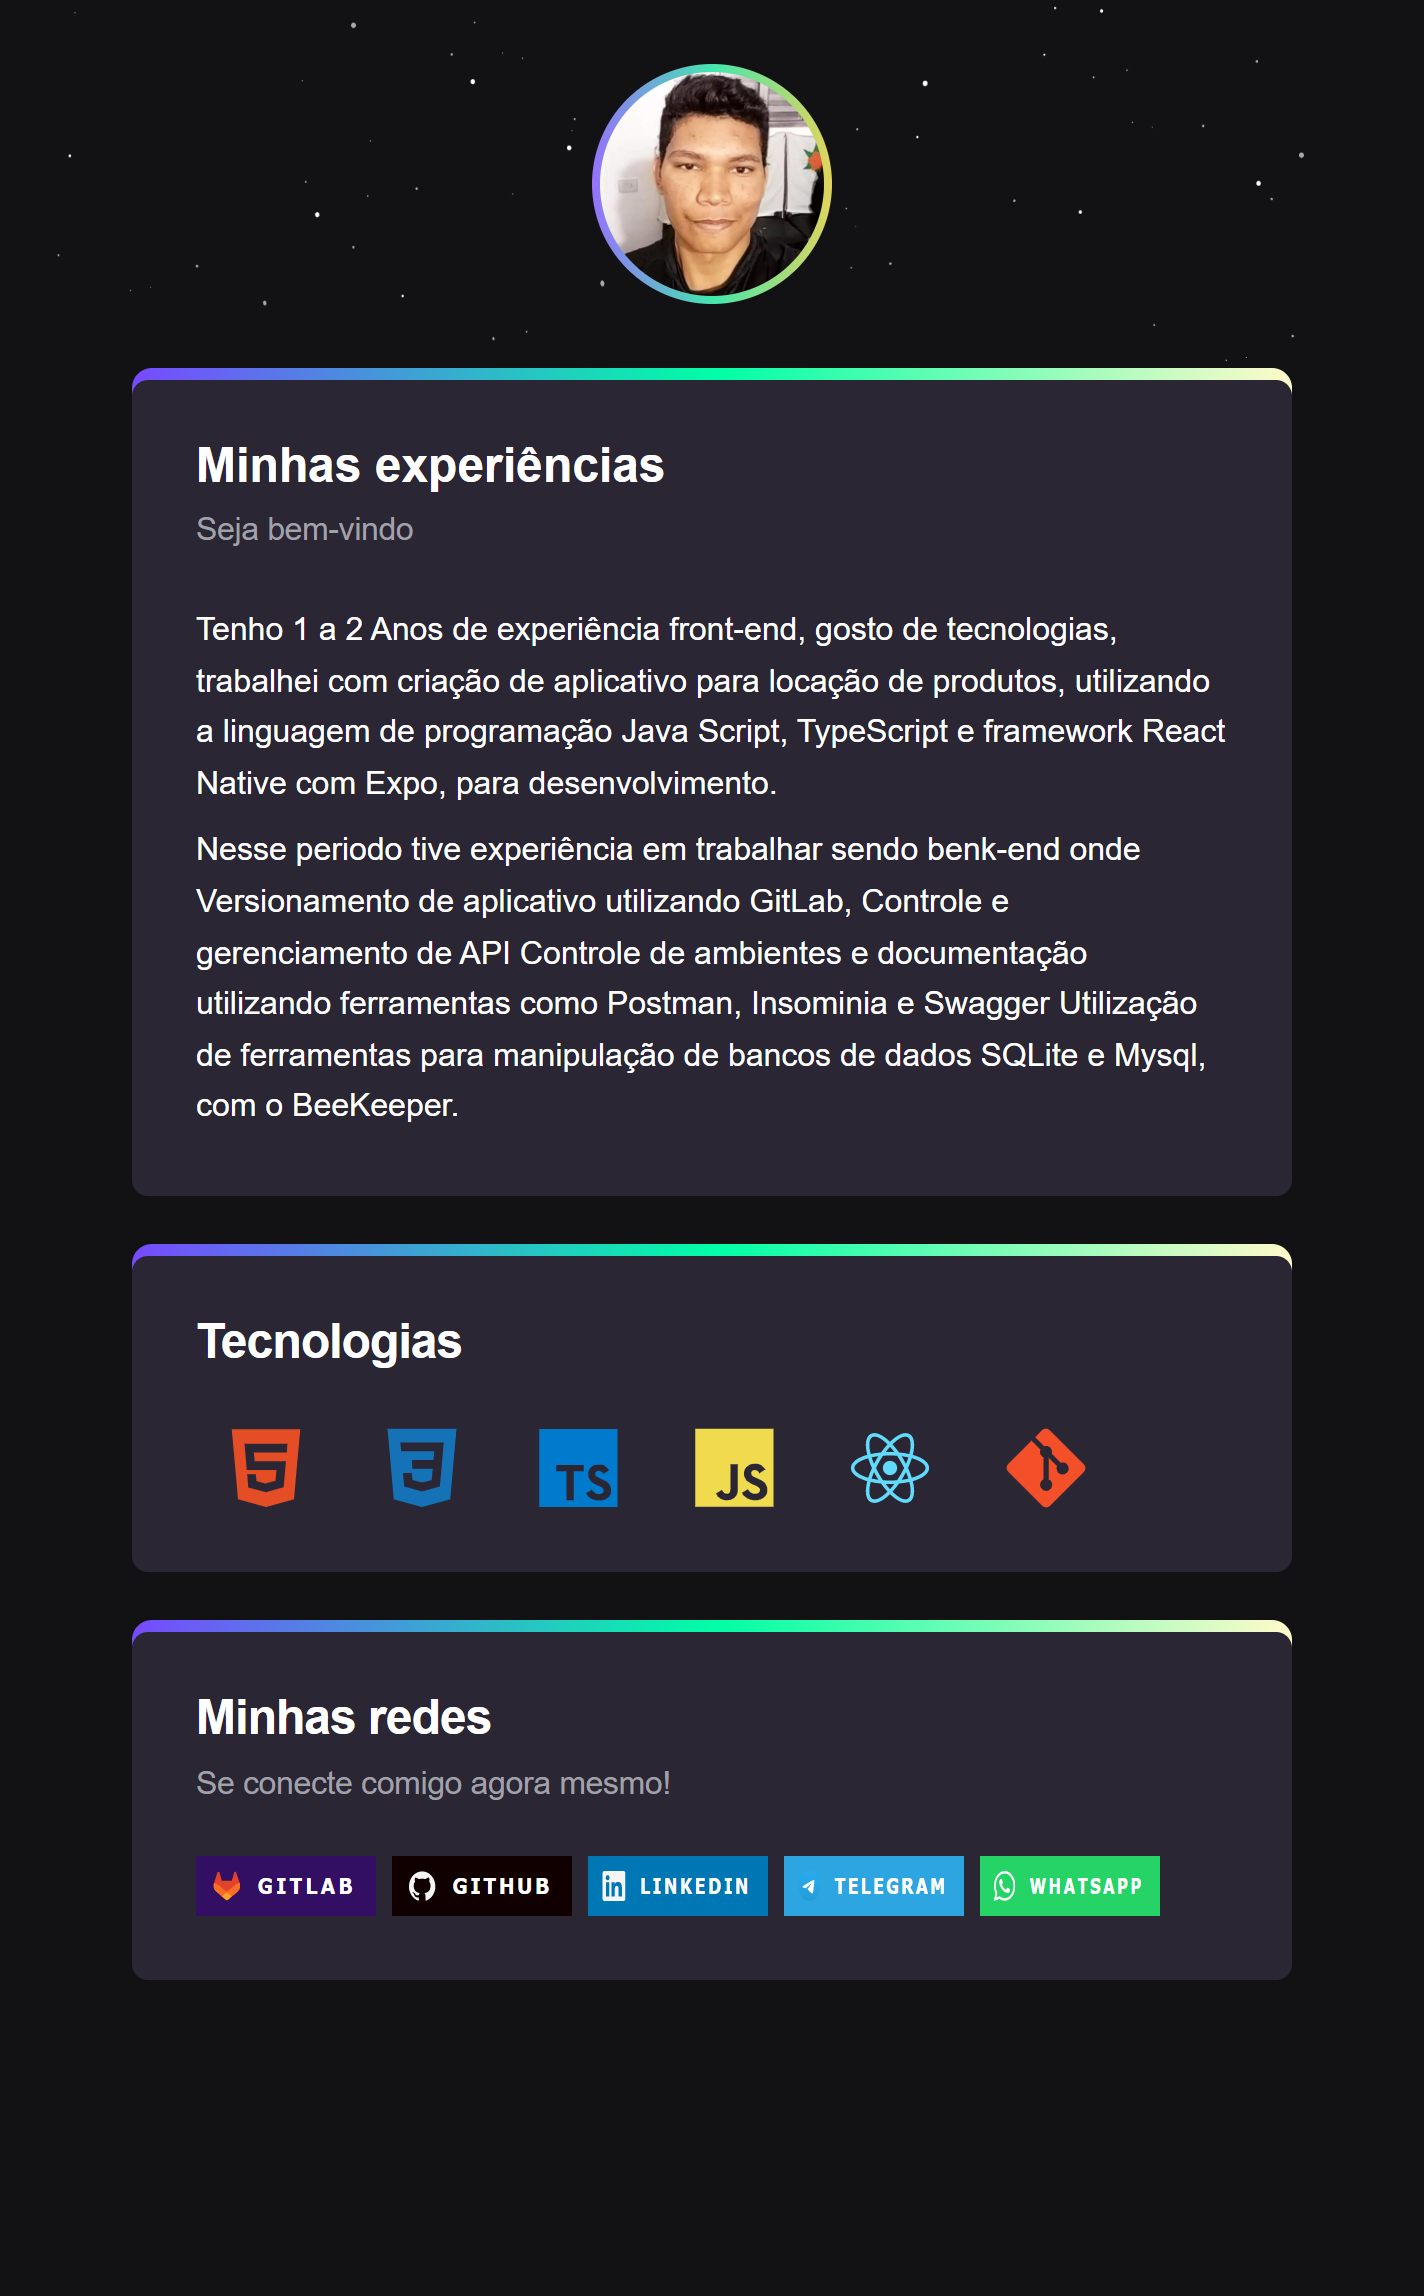 Minhas experiências
Seja bem-vindo
Tenho 1 a 2 Anos de experiência front-end, gosto de tecnologias,
trabalhei com criação de aplicativo para locação de produtos, utilizando
a linguagem de programação Java Script, TypeScript e framework React
Native com Expo, para desenvolvimento.
Nesse periodo tive experiência em trabalhar sendo benk-end onde
Versionamento de aplicativo utilizando GitLab, Controle e
gerenciamento de API Controle de ambientes e documentação
utilizando ferramentas como Postman, Insominia e Swagger Utilização
de ferramentas para manipulação de bancos de dados SQLite e Mysql,
com o BeeKeeper.
Tecnologias
5 3 TS JS
Minhas redes
Se conecte comigo agora mesmo!
GITLAB GITHUB in LINKEDIN TELEGRAM WHATSAPP